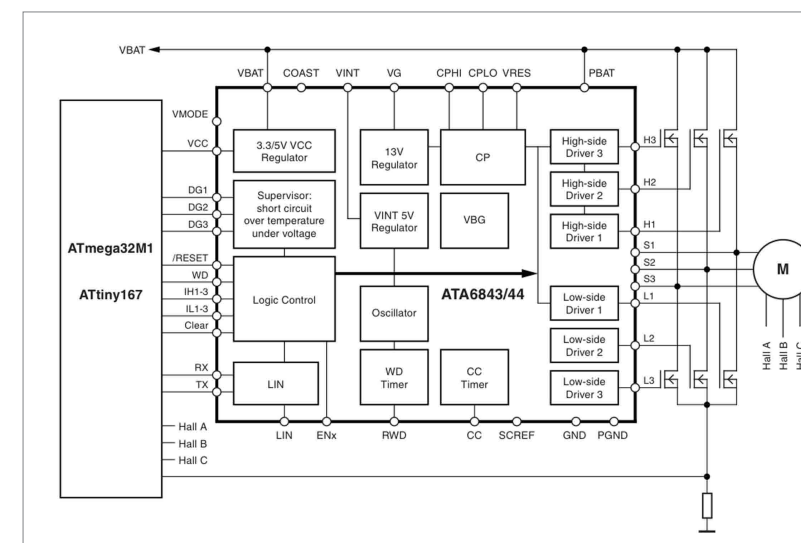 VBAT
VBAT
COAST
VINT
VG
CPHI
CPLO
VRES
PBAT
VMODE
VCC
3.3/5V VCC
Regulator
13V
Regulator
CP
High-side
Driver 3
H3
DG1
DG2
DG3
Supervisor:
short circuit
over temperature
under voltage
VINT 5V
Regulator
VBG
High-side
Driver 2
H2
High-side
Driver 1
H1
S1
S2
S3
M
ATmega32M1
ATtiny167
/RESET
WD
IH1-3
IL1-3
Clear
Logic Control
ATA6843/44
Oscillator
Low-side
Driver 1
L1
Low-side
Driver 2
L2
Low-side
Driver 3
L3
Hall A
Hall B
Hall C
RX
TX
LIN
WD
Timer
CC
Timer
LIN
ENx
RWD
CC
SCREF
GND
PGND
Hall A
Hall B
Hall C